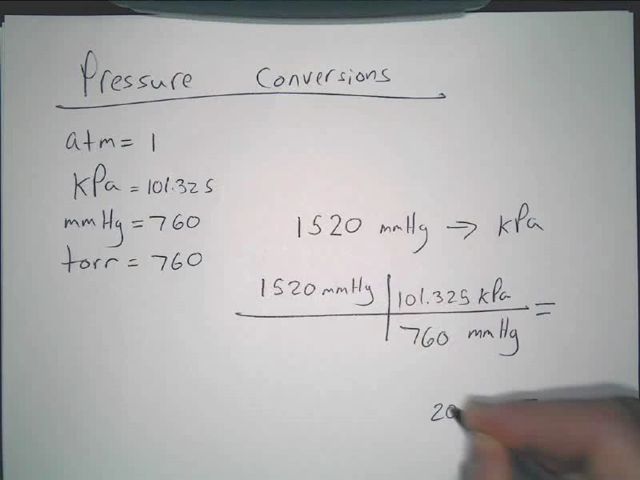 Pressure Conversions
atm = 1
kPa = 101.325
mmHg = 760
torr = 760
1520 mmHg → kPa
1520 mmHg | 101.325 kPa =
760 mmHg
20